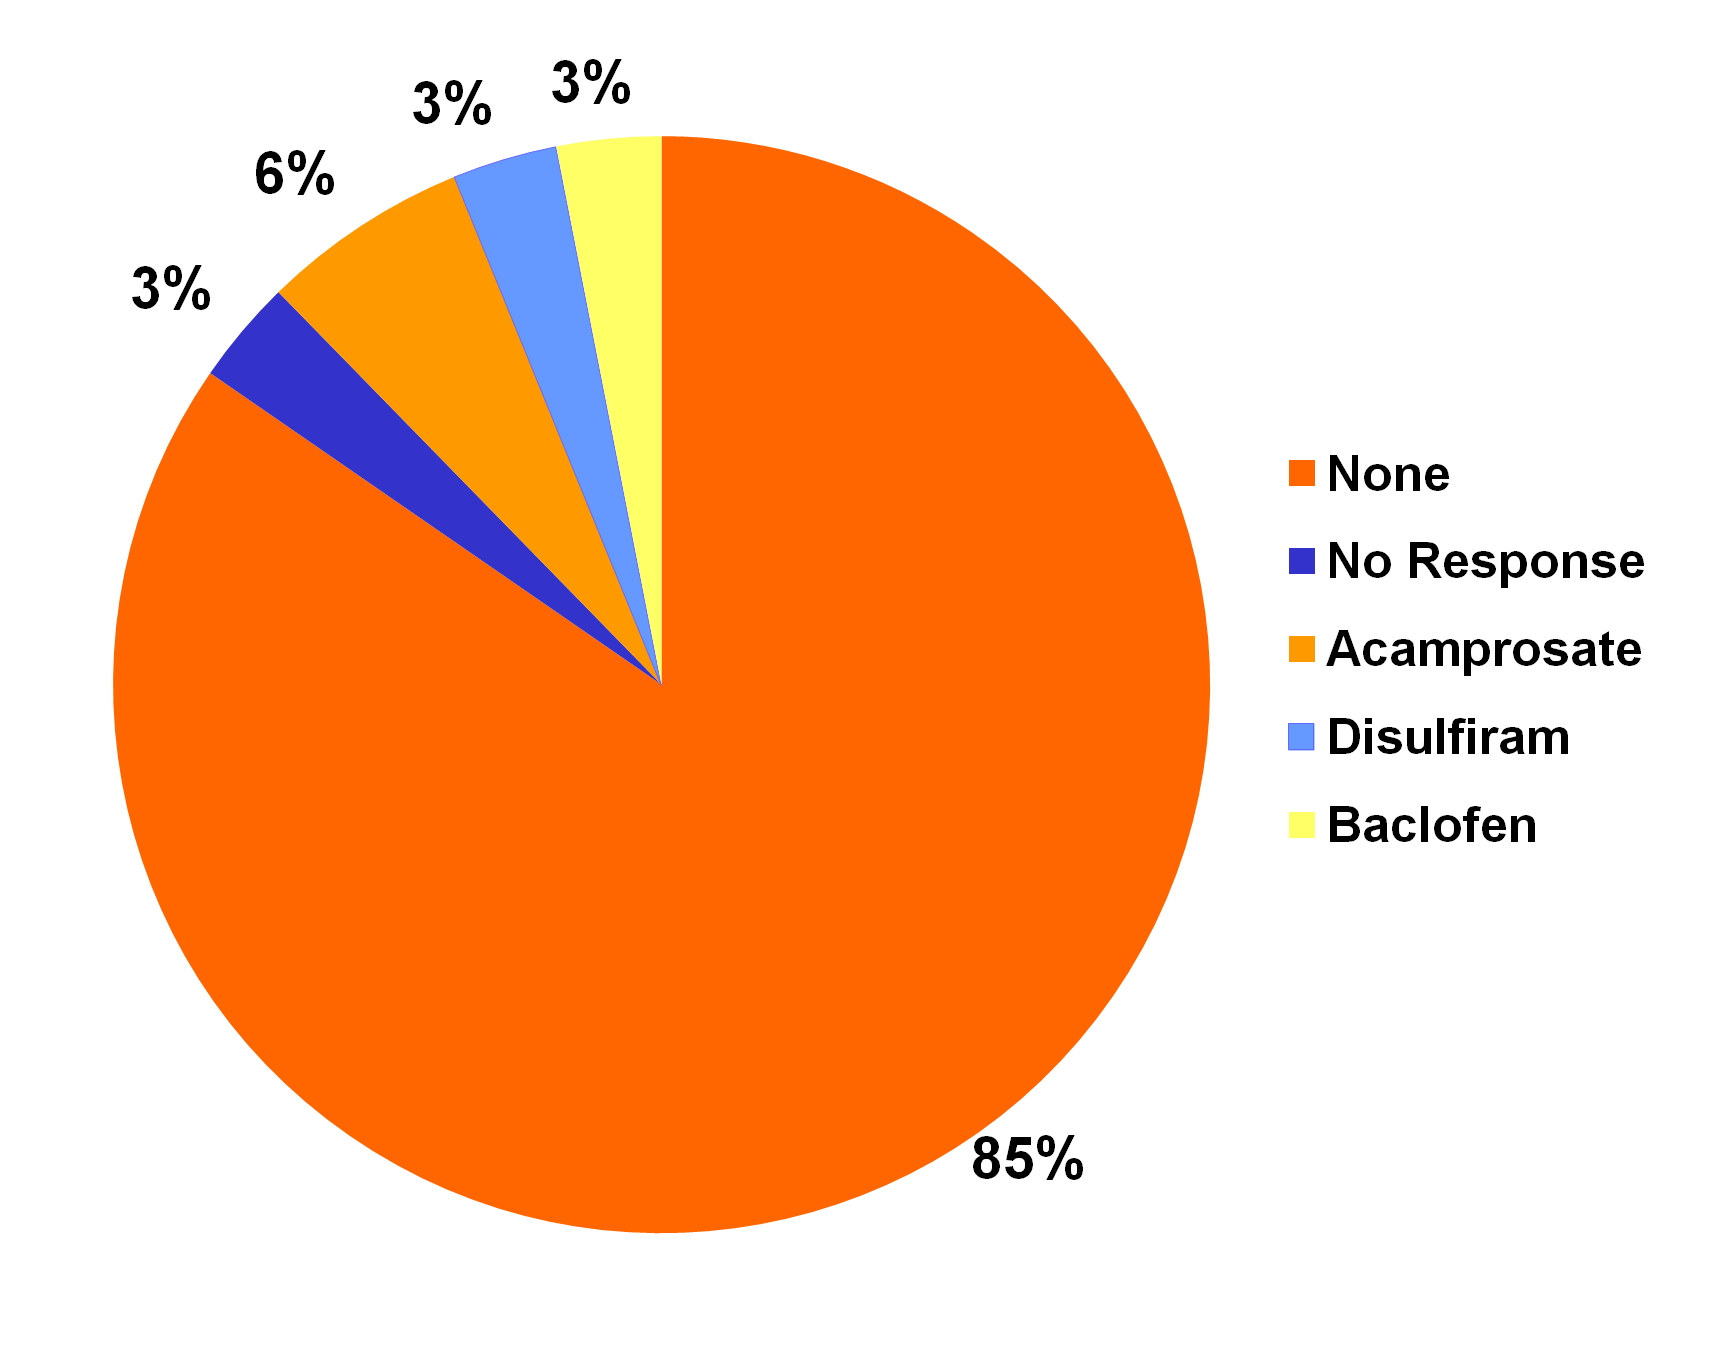 3%
3%
6%
3%
None
No Response
Acamprosate
Disulfiram
Baclofen
85%